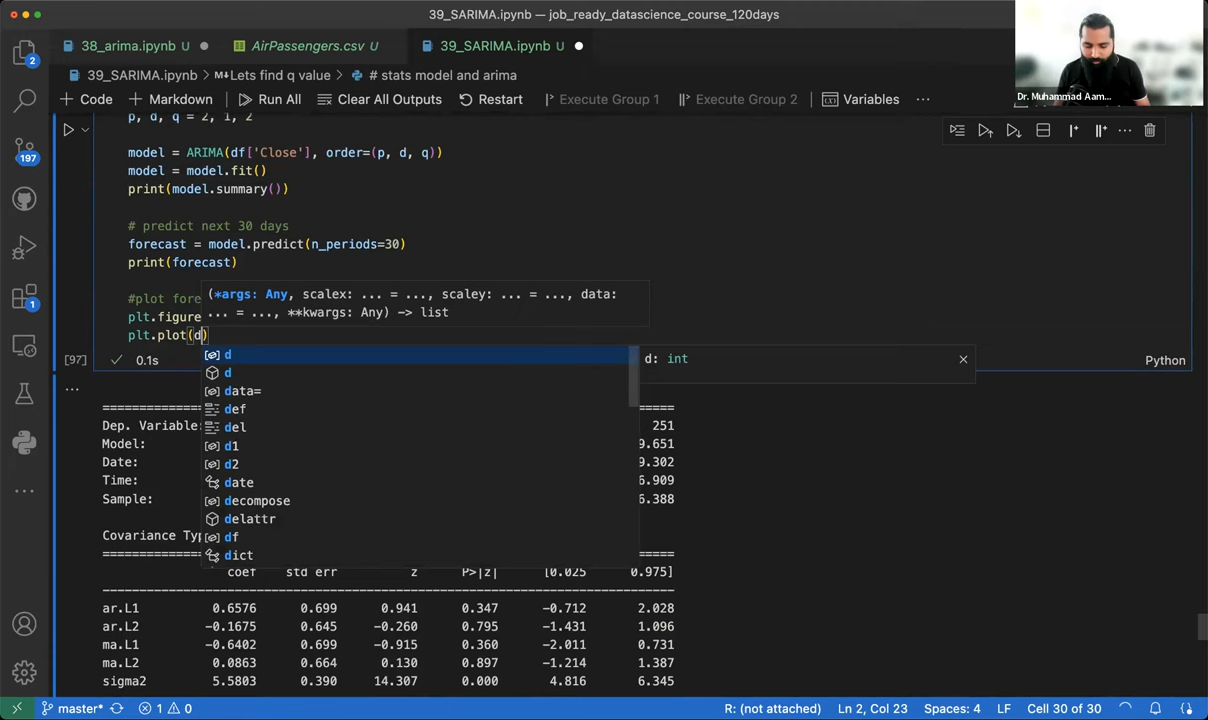 39_SARIMA.ipynb — job_ready_datascience_course_120days
38_arima.ipynb U
AirPassengers.csv U
39_SARIMA.ipynb U
39_SARIMA.ipynb > M↓Lets find q value > # stats model and arima
+ Code + Markdown Run All Clear All Outputs Restart Execute Group 1 Execute Group 2 Variables ...
Dr. Muhammad Aam...
2
197
1
p, d, q = 2, 1, 2
model = ARIMA(df['Close'], order=(p, d, q))
model = model.fit()
print(model.summary())
# predict next 30 days
forecast = model.predict(n_periods=30)
print(forecast)
#plot fore
plt.figure
plt.plot(d)
(*args: Any, scalex: ... = ..., scaley: ... = ..., data:
... = ..., **kwargs: Any) -> list
d
d
data=
def
del
d1
d2
date
decompose
delattr
df
dict
d: int
[97] 0.1s
Python
...
Dep. Variable: 251
Model: 9.651
Date: 9.302
Time: 6.909
Sample: 6.388
Covariance Typ
coef std err z P>|z| [0.025 0.975]
ar.L1 0.6576 0.699 0.941 0.347 -0.712 2.028
ar.L2 -0.1675 0.645 -0.260 0.795 -1.431 1.096
ma.L1 -0.6402 0.699 -0.915 0.360 -2.011 0.731
ma.L2 0.0863 0.664 0.130 0.897 -1.214 1.387
sigma2 5.5803 0.390 14.307 0.000 4.816 6.345
master* 1 0 R: (not attached) Ln 2, Col 23 Spaces: 4 LF Cell 30 of 30